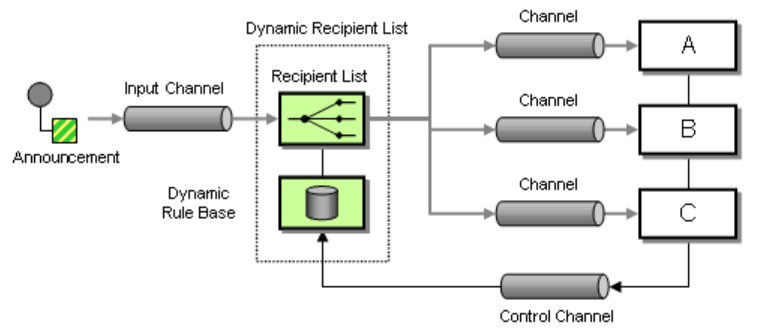 Dynamic Recipient List
Channel
A
Input Channel
Recipient List
Announcement
Channel
B
Dynamic
Rule Base
Channel
C
Control Channel